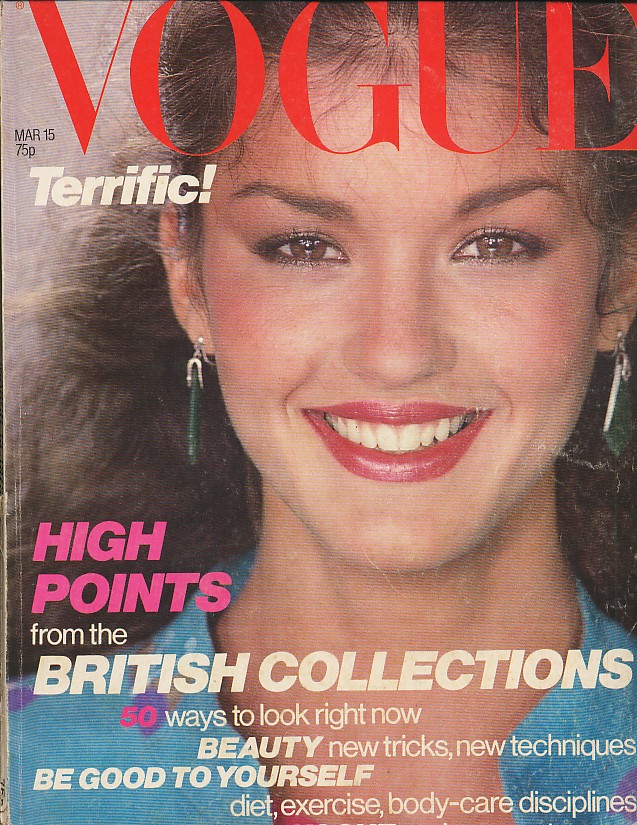 ®
VOGUE
MAR 15
75p
Terrific!
HIGH
POINTS
from the
BRITISH COLLECTIONS
50 ways to look right now
BEAUTY new tricks, new techniques
BE GOOD TO YOURSELF
diet, exercise, body-care disciplines